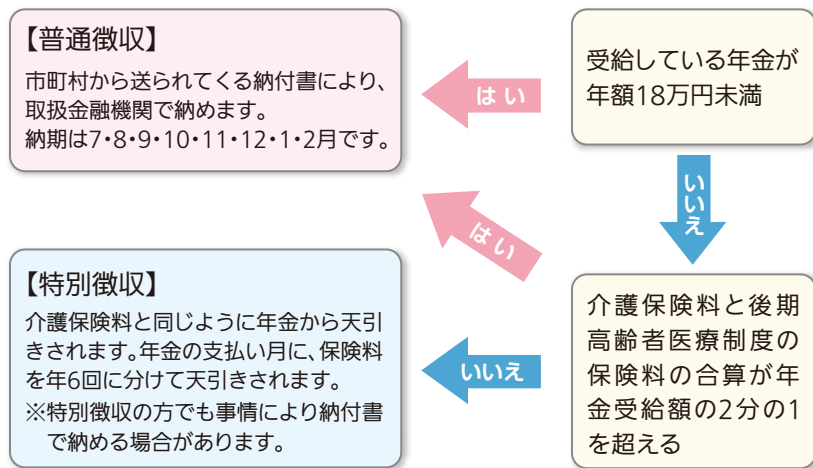 【普通徴収】
市町村から送られてくる納付書により、
取扱金融機関で納めます。
納期は7・8・9・10・11・12・1・2月です。
はい
受給している年金が
年額18万円未満
いいえ
はい
【特別徴収】
介護保険料と同じように年金から天引
きされます。年金の支払い月に、保険料
を年6回に分けて天引きされます。
※特別徴収の方でも事情により納付書
で納める場合があります。
いいえ
介護保険料と後期
高齢者医療制度の
保険料の合算が年
金受給額の2分の1
を超える